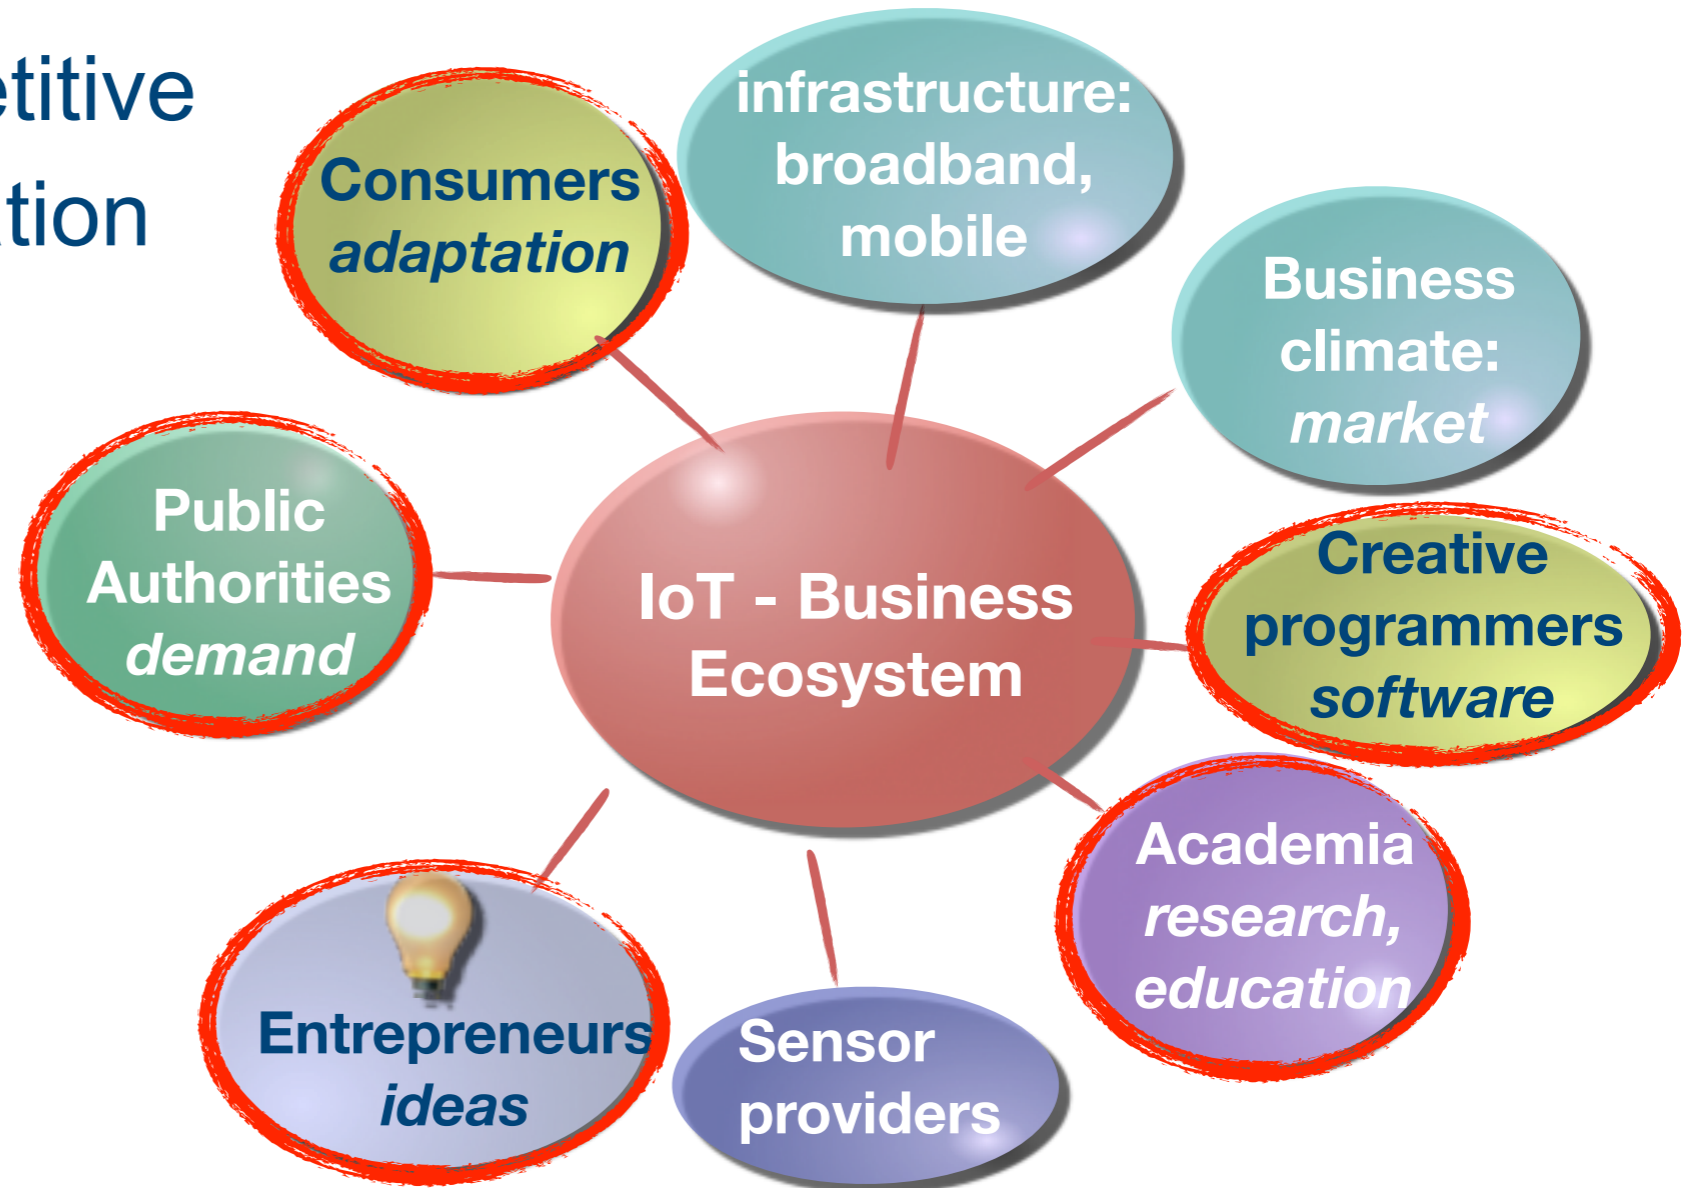 etitive
ation
Consumers
adaptation
infrastructure:
broadband,
mobile
Business
climate:
market
Public
Authorities
demand
IoT - Business
Ecosystem
Creative
programmers
software
Academia
research,
education
Entrepreneurs
ideas
Sensor
providers